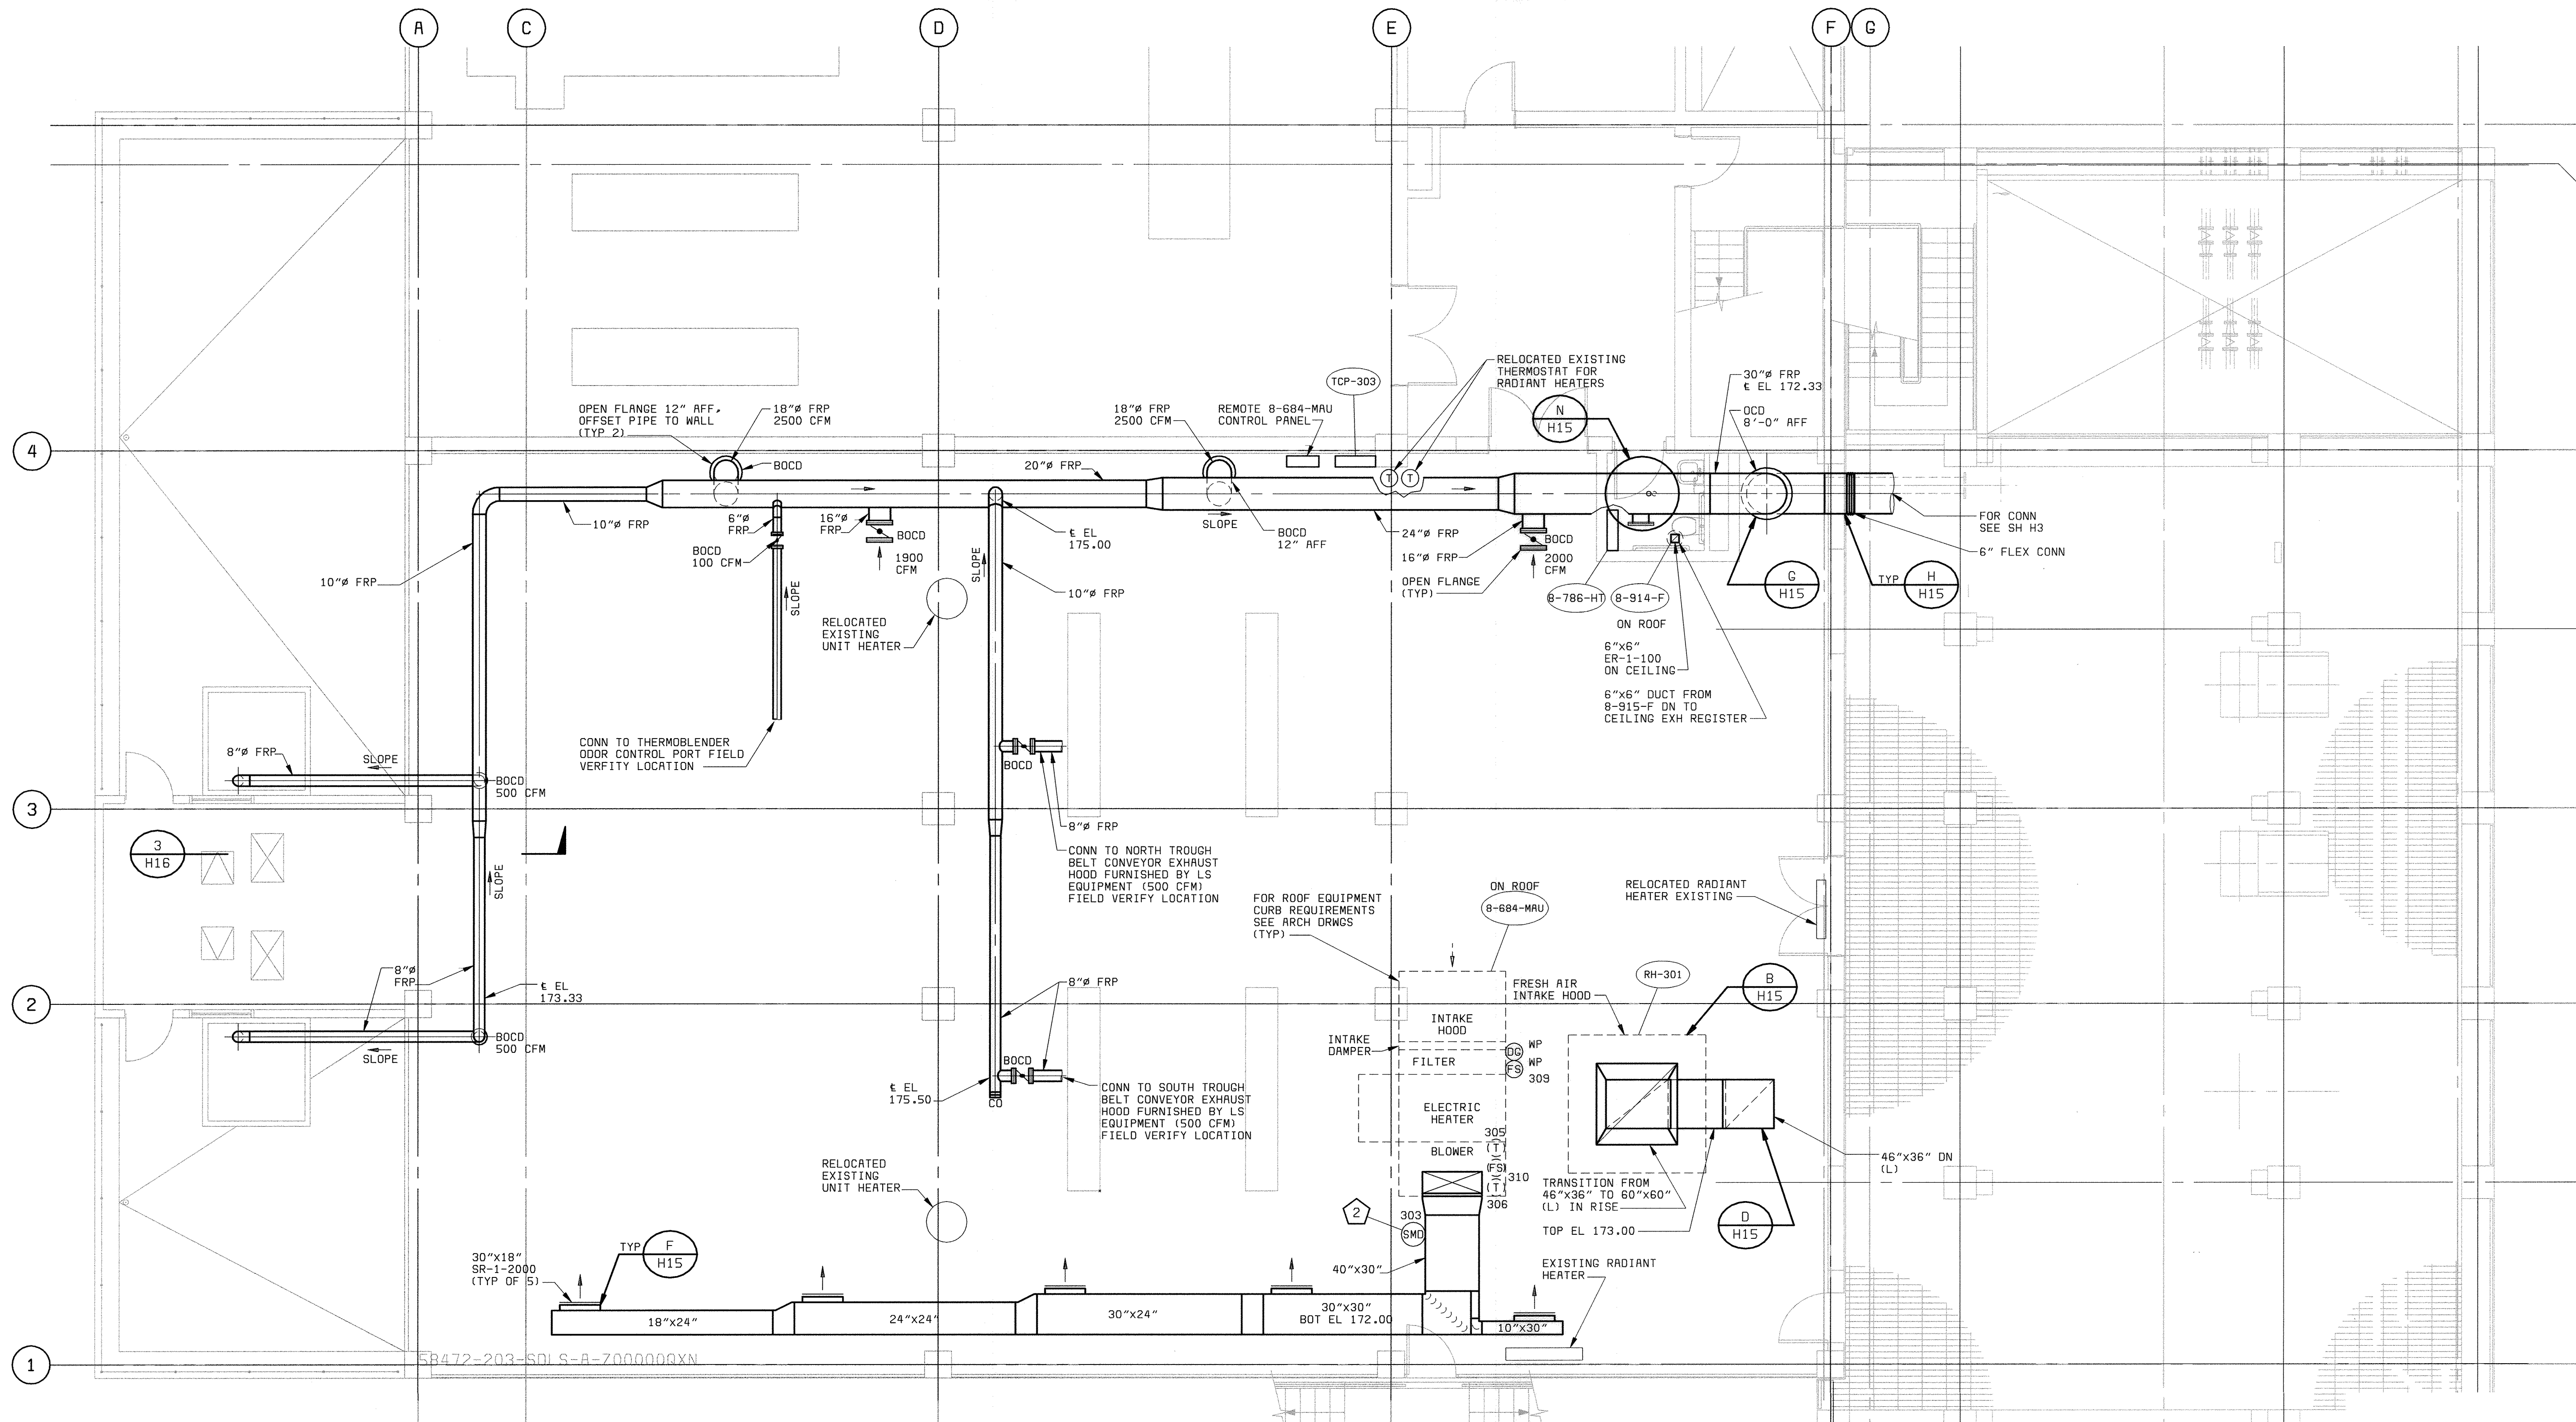 A
C
D
E
F
G
4
3
2
1
RELOCATED EXISTING
THERMOSTAT FOR
RADIANT HEATERS
TCP-303
30"Ø FRP
℄ EL 172.33
OPEN FLANGE 12" AFF,
OFFSET PIPE TO WALL
(TYP 2)
18"Ø FRP
2500 CFM
BOCD
18"Ø FRP
2500 CFM
REMOTE 8-684-MAU
CONTROL PANEL
N
H15
OCD
8'-0" AFF
20"Ø FRP
T
T
10"Ø FRP
6"Ø
FRP
16"Ø
FRP
BOCD
1900
CFM
BOCD
100 CFM
SLOPE
SLOPE
℄ EL
175.00
SLOPE
BOCD
12" AFF
24"Ø FRP
16"Ø FRP
BOCD
2000
CFM
OPEN FLANGE
(TYP)
FOR CONN
SEE SH H3
6" FLEX CONN
G
H15
TYP
H
H15
10"Ø FRP
10"Ø FRP
8-786-HT
8-914-F
ON ROOF
6"x6"
ER-1-100
ON CEILING
6"x6" DUCT FROM
8-915-F DN TO
CEILING EXH REGISTER
RELOCATED
EXISTING
UNIT HEATER
CONN TO THERMOBLENDER
ODOR CONTROL PORT FIELD
VERFITY LOCATION
8"Ø FRP
SLOPE
BOCD
500 CFM
BOCD
8"Ø FRP
CONN TO NORTH TROUGH
BELT CONVEYOR EXHAUST
HOOD FURNISHED BY LS
EQUIPMENT (500 CFM)
FIELD VERIFY LOCATION
3
H16
SLOPE
FOR ROOF EQUIPMENT
CURB REQUIREMENTS
SEE ARCH DRWGS
(TYP)
ON ROOF
8-684-MAU
RELOCATED RADIANT
HEATER EXISTING
8"Ø
FRP
℄ EL
173.33
8"Ø FRP
FRESH AIR
INTAKE HOOD
RH-301
B
H15
INTAKE
HOOD
INTAKE
DAMPER
FILTER
DG
WP
FS
WP
309
SLOPE
BOCD
500 CFM
BOCD
℄ EL
175.50
CO
CONN TO SOUTH TROUGH
BELT CONVEYOR EXHAUST
HOOD FURNISHED BY LS
EQUIPMENT (500 CFM)
FIELD VERIFY LOCATION
ELECTRIC
HEATER
305
BLOWER
(T)
(FS)
310
(T)
306
46"x36" DN
(L)
TRANSITION FROM
46"x36" TO 60"x60"
(L) IN RISE
TOP EL 173.00
D
H15
RELOCATED
EXISTING
UNIT HEATER
2
303
SMD
40"x30"
EXISTING RADIANT
HEATER
30"x18"
SR-1-2000
(TYP OF 5)
TYP
F
H15
18"x24"
24"x24"
30"x24"
30"x30"
BOT EL 172.00
10"x30"
58472-203-SDLS-A-Z00000QXN